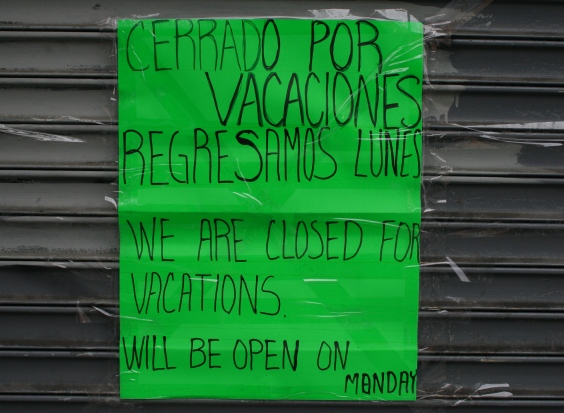 CERRADO POR
VACACIONES
REGRESAMOS LUNES
WE ARE CLOSED FOR
VACATIONS.
WILL BE OPEN ON
MONDAY